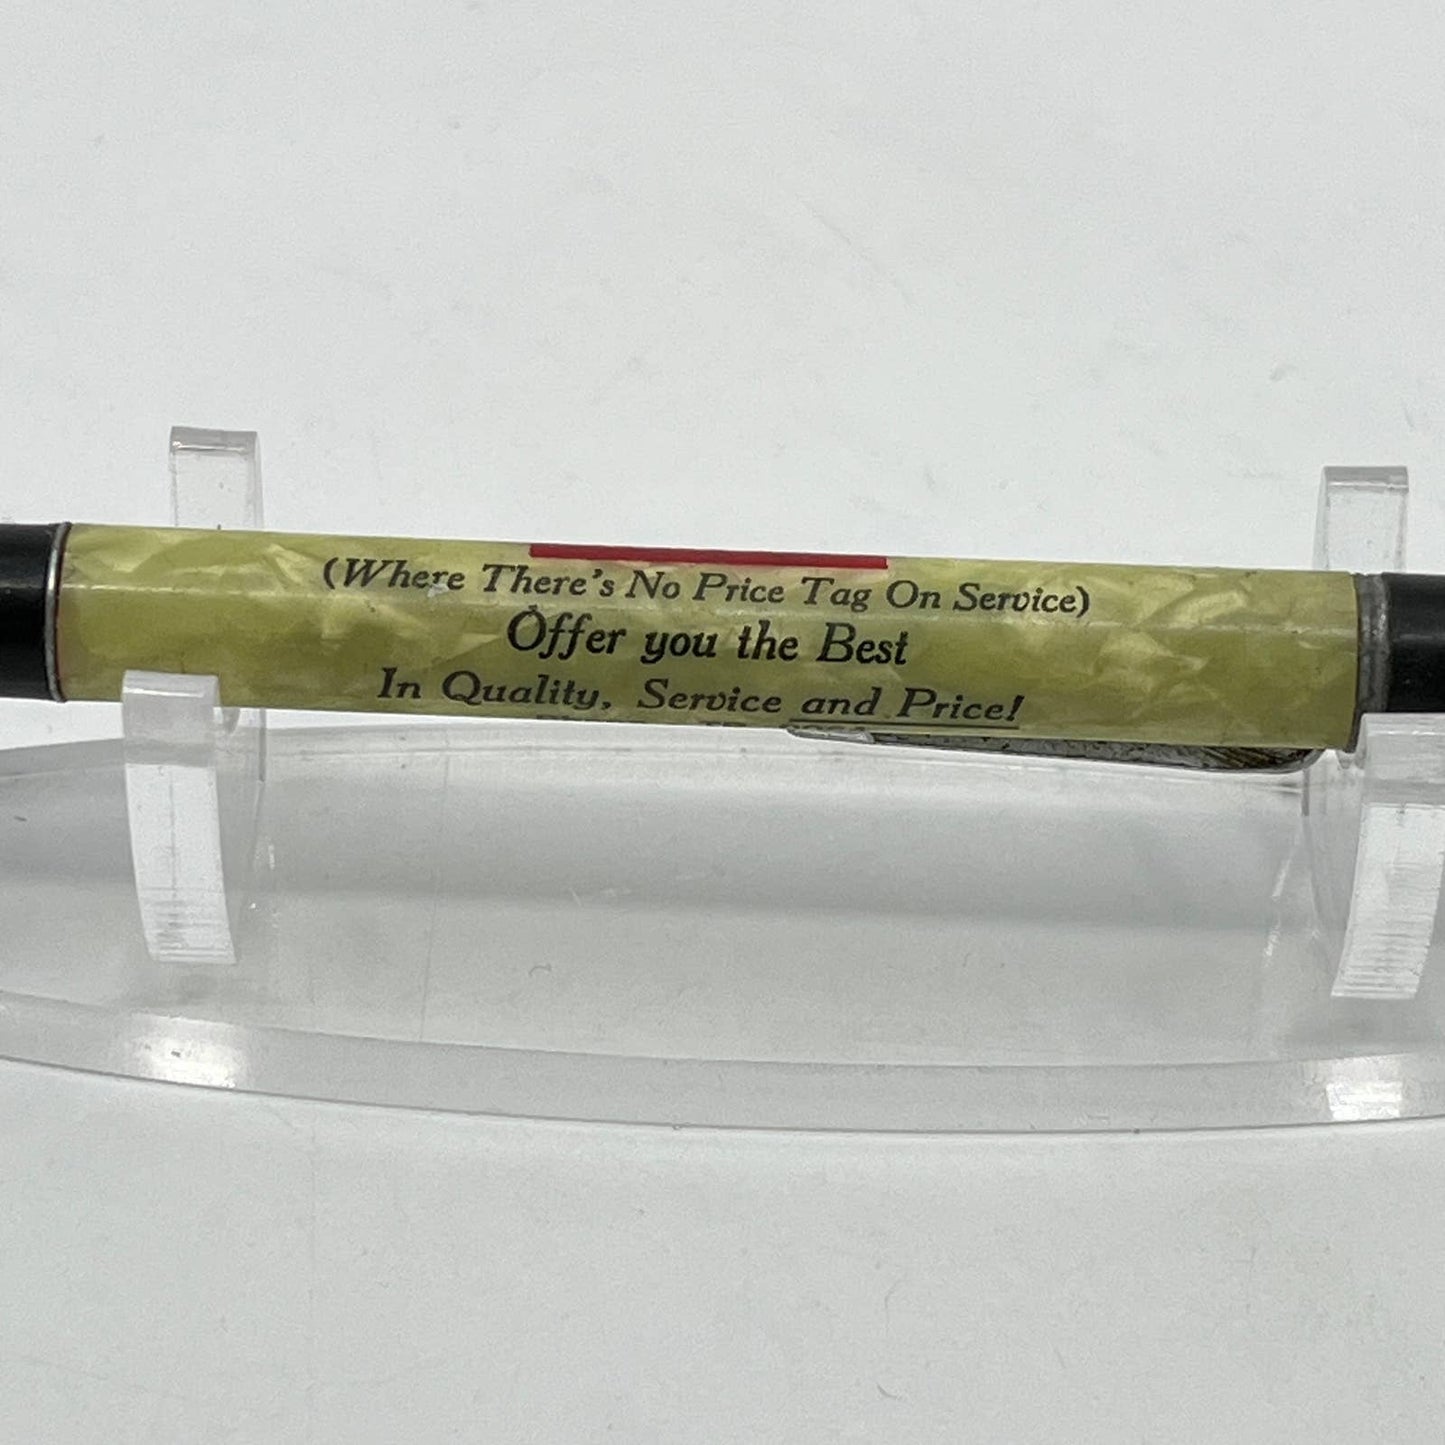 (Where There's No Price Tag On Service)
Offer you the Best
In Quality, Service and Price!